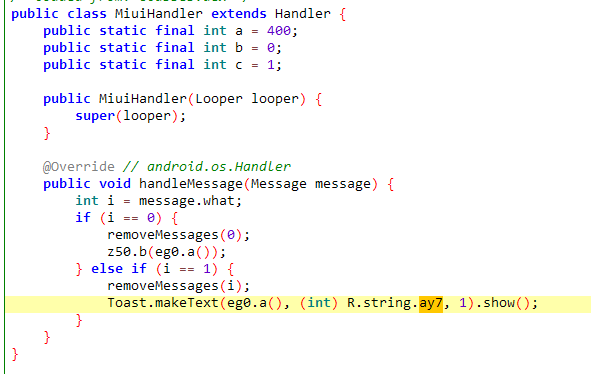 public class MiuiHandler extends Handler {
    public static final int a = 400;
    public static final int b = 0;
    public static final int c = 1;

    public MiuiHandler(Looper looper) {
        super(looper);
    }

    @Override // android.os.Handler
    public void handleMessage(Message message) {
        int i = message.what;
        if (i == 0) {
            removeMessages(0);
            z50.b(eg0.a());
        } else if (i == 1) {
            removeMessages(i);
            Toast.makeText(eg0.a(), (int) R.string.ay7, 1).show();
        }
    }
}